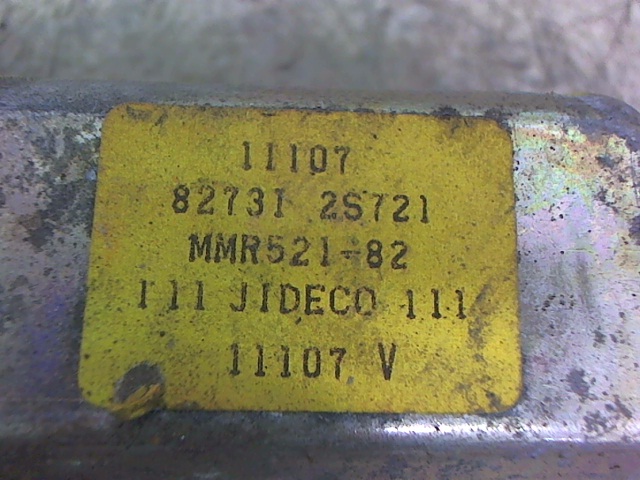 11107
82731 2S721
MMR521-82
111 JIDECO 111
11107 V